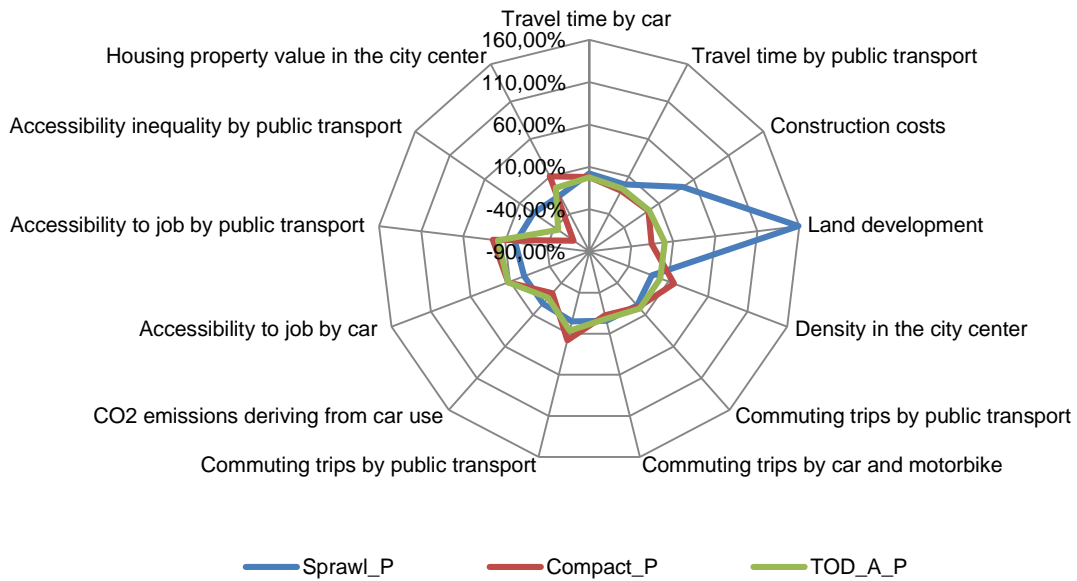 Travel time by car
160,00%
Housing property value in the city center
Travel time by public transport
110,00%
Accessibility inequality by public transport
Construction costs
60,00%
10,00%
Accessibility to job by public transport
-40,00%
Land development
-90,00%
Accessibility to job by car
Density in the city center
CO2 emissions deriving from car use
Commuting trips by public transport
Commuting trips by public transport
Commuting trips by car and motorbike
Sprawl_P
Compact_P
TOD_A_P